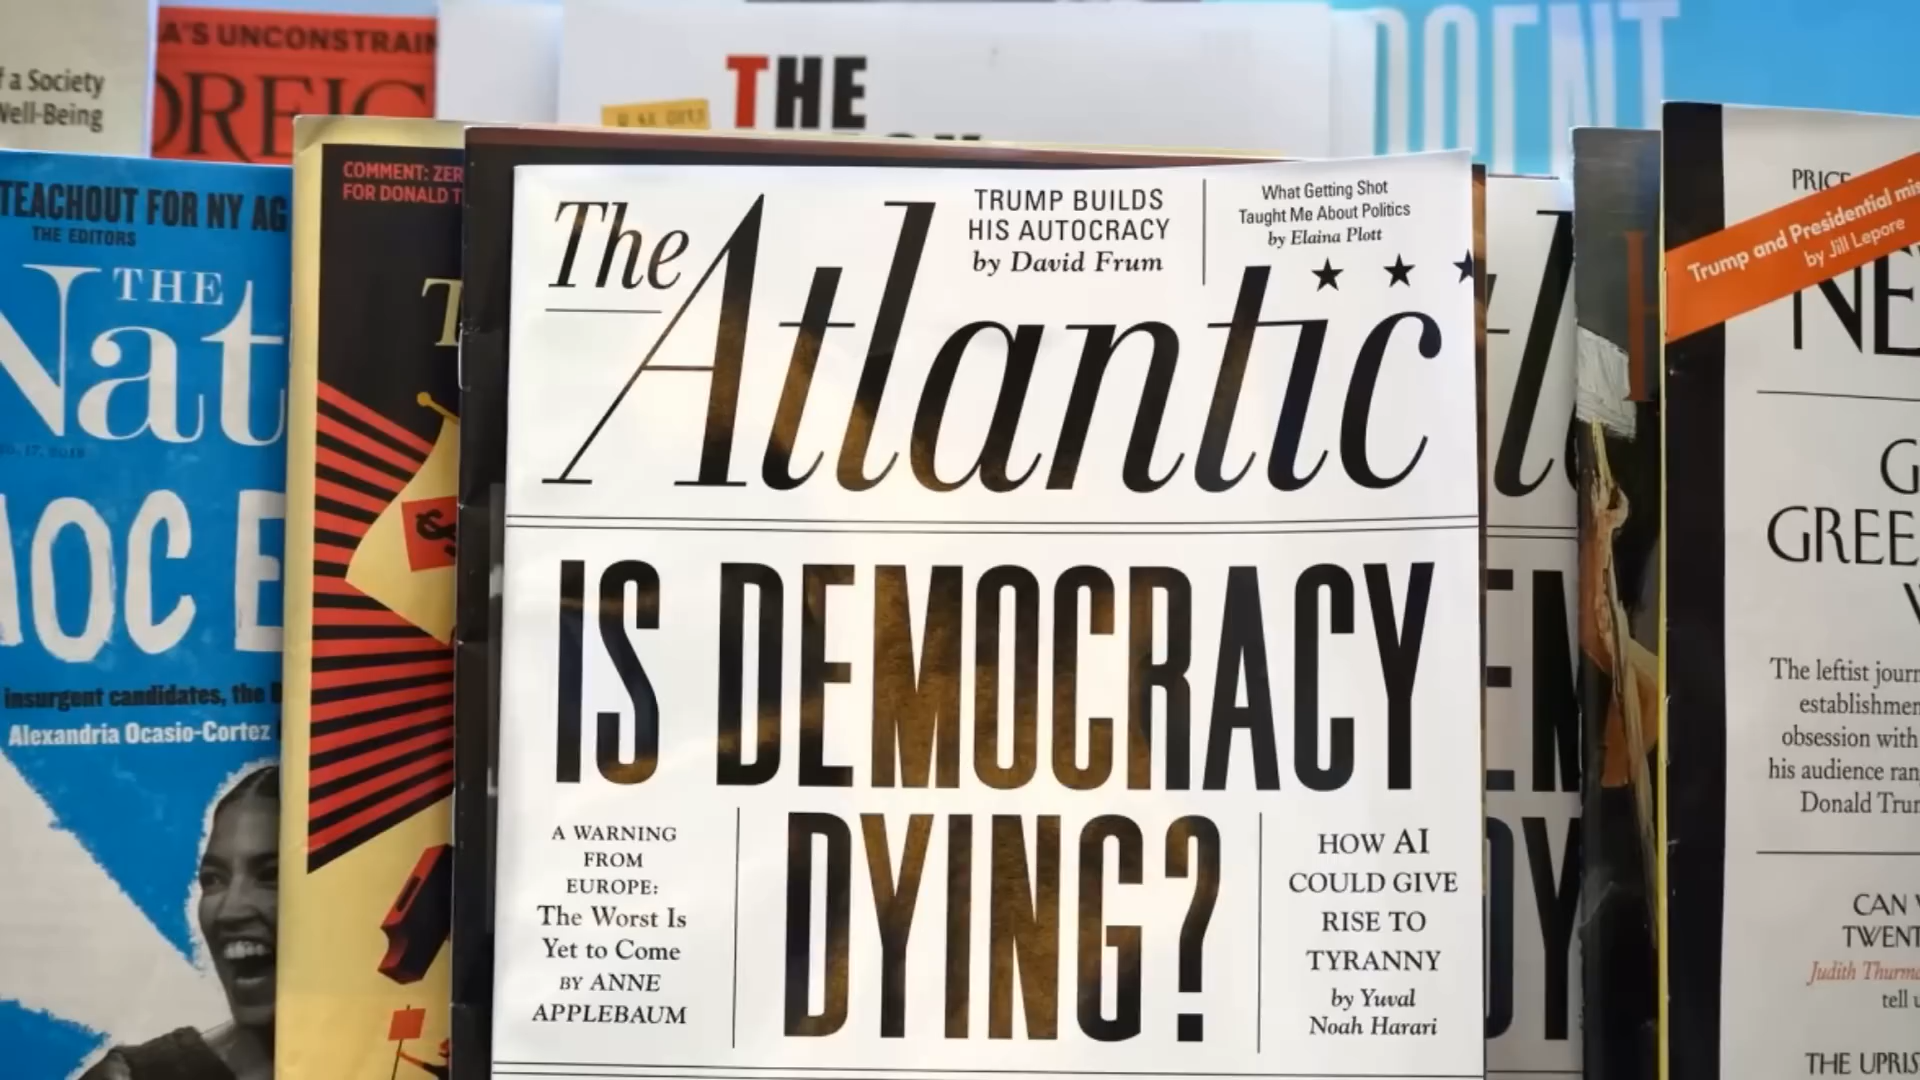 f a Society
Well-Being
A'S UNCONSTRAIN
OREIG
THE
TEACHOUT FOR NY AG
THE EDITORS
THE
Nat
AOC E
insurgent candidates, the
Alexandria Ocasio-Cortez
COMMENT: ZER
FOR DONALD T
T
TRUMP BUILDS
HIS AUTOCRACY
by David Frum
What Getting Shot
Taught Me About Politics
by Elaina Plott
The Atlantic
IS DEMOCRACY
DYING?
A WARNING
FROM
EUROPE:
The Worst Is
Yet to Come
BY ANNE
APPLEBAUM
HOW AI
COULD GIVE
RISE TO
TYRANNY
by Yuval
Noah Harari
PRICE
Trump and Presidential mis
by Jill Lepore
NE
G
GREE
The leftist journ
establishmen
obsession with
his audience ran
Donald Trum
CAN
TWENT
Judith Thurma
tell u
THE UPRIS